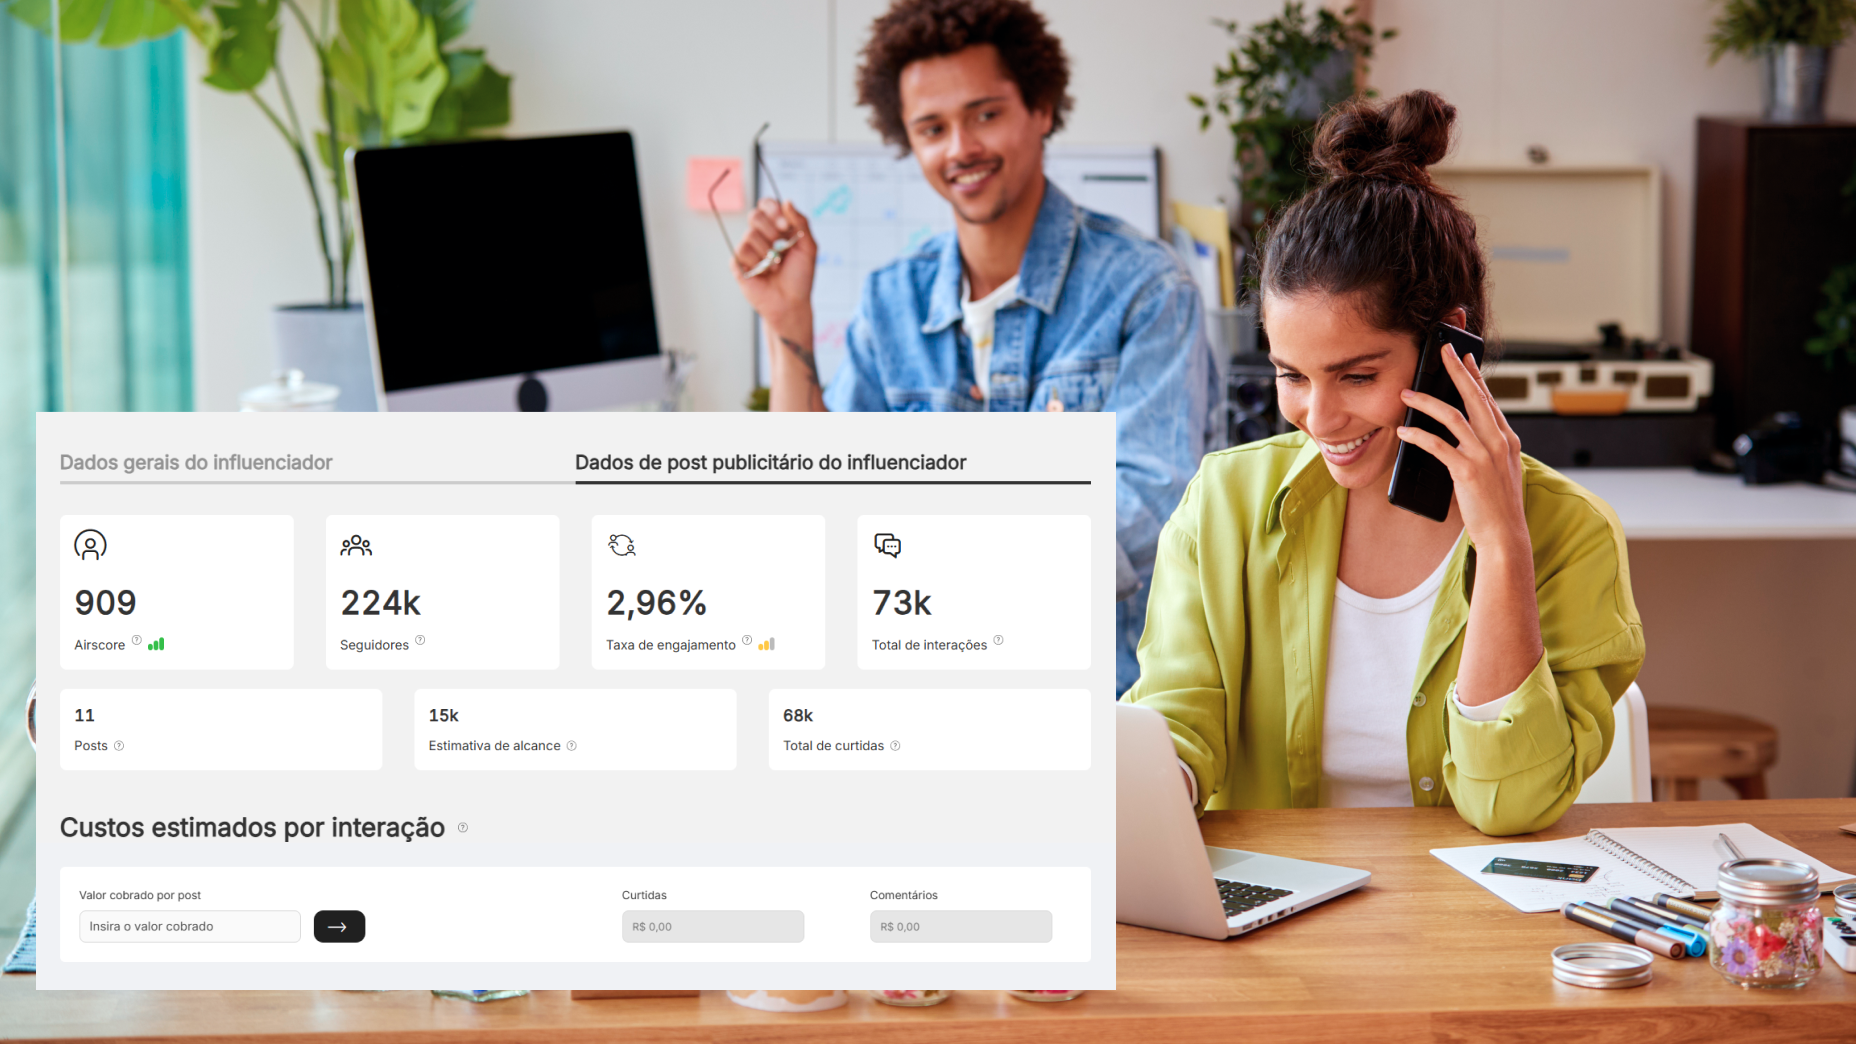 Dados gerais do influenciador
Dados de post publicitário do influenciador
909
Airscore
224k
Seguidores
2,96%
Taxa de engajamento
73k
Total de interações
11
Posts
15k
Estimativa de alcance
68k
Total de curtidas
Custos estimados por interação
Valor cobrado por post
Insira o valor cobrado
Curtidas
R$ 0,00
Comentários
R$ 0,00